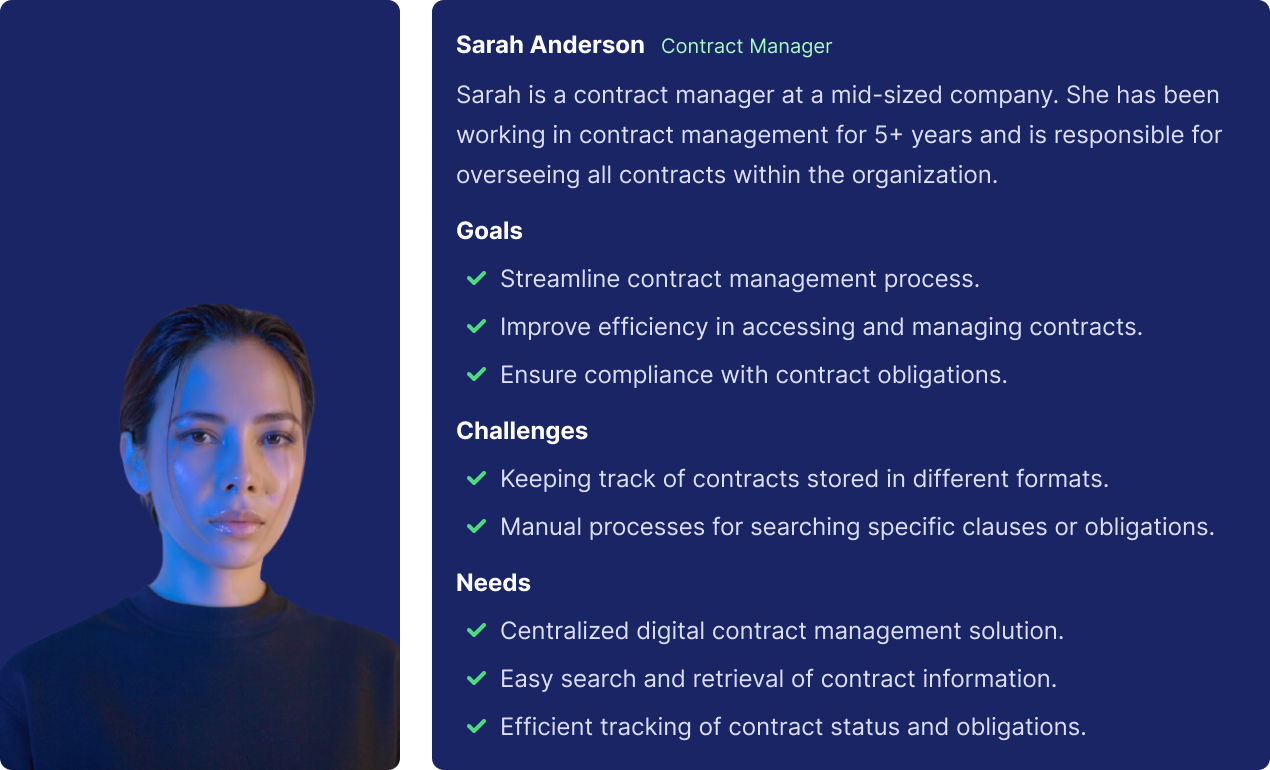 Sarah Anderson Contract Manager
Sarah is a contract manager at a mid-sized company. She has been
working in contract management for 5+ years and is responsible for
overseeing all contracts within the organization.
Goals
Streamline contract management process.
Improve efficiency in accessing and managing contracts.
Ensure compliance with contract obligations.
Challenges
Keeping track of contracts stored in different formats.
Manual processes for searching specific clauses or obligations.
Needs
Centralized digital contract management solution.
Easy search and retrieval of contract information.
Efficient tracking of contract status and obligations.